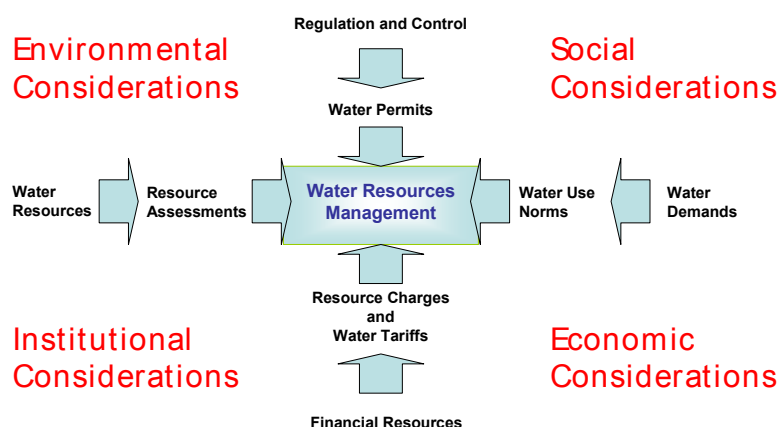 Regulation and Control
Environmental
Considerations
Social
Considerations
Water Permits
Water
Resources
Resource
Assessments
Water Resources
Management
Water Use
Norms
Water
Demands
Resource Charges
and
Water Tariffs
Institutional
Considerations
Economic
Considerations
Financial Resources